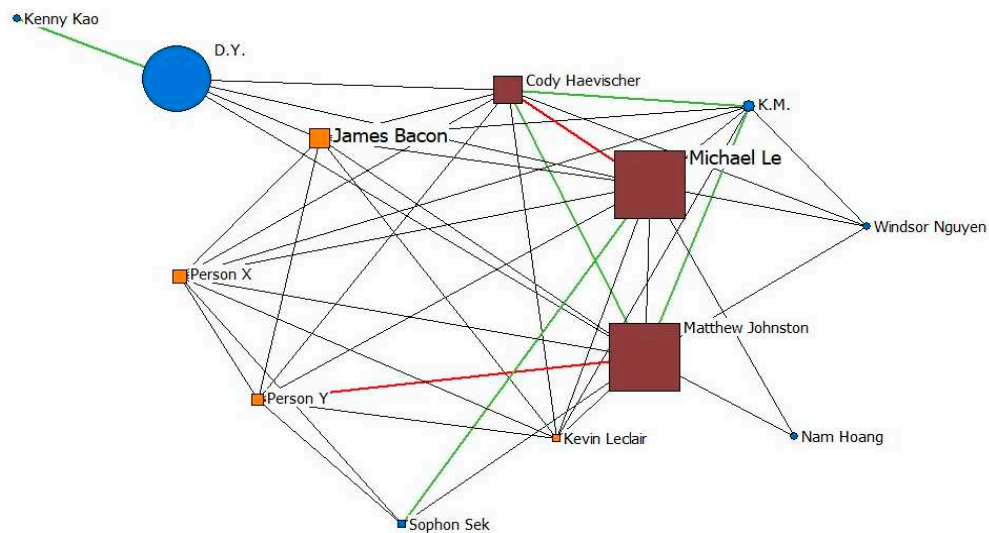 Kenny Kao
D.Y.
Cody Haevischer
K.M.
James Bacon
Michael Le
Windsor Nguyen
Person X
Matthew Johnston
Person Y
Kevin Leclair
Nam Hoang
Sophon Sek